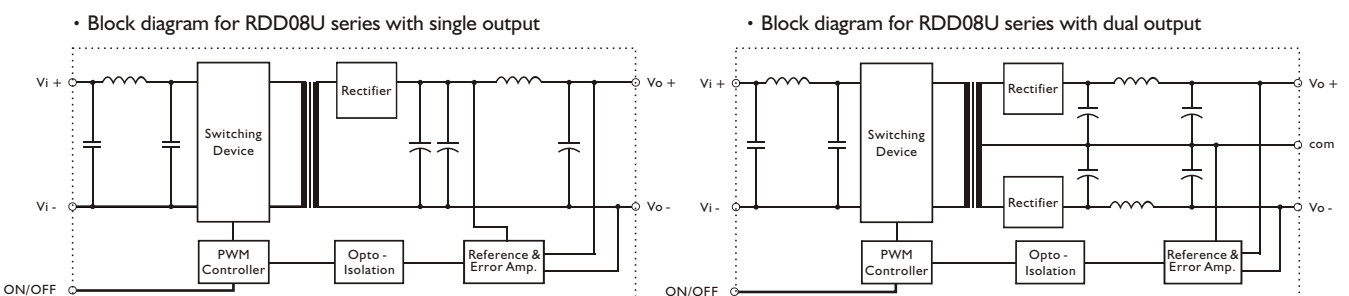 • Block diagram for RDD08U series with single output
Vi +
Vi -
ON/OFF
Switching
Device
Rectifier
PWM
Controller
Opto -
Isolation
Reference &
Error Amp.
Vo +
Vo -
• Block diagram for RDD08U series with dual output
Vi +
Vi -
ON/OFF
Switching
Device
Rectifier
Rectifier
PWM
Controller
Opto -
Isolation
Reference &
Error Amp.
Vo +
com
Vo -